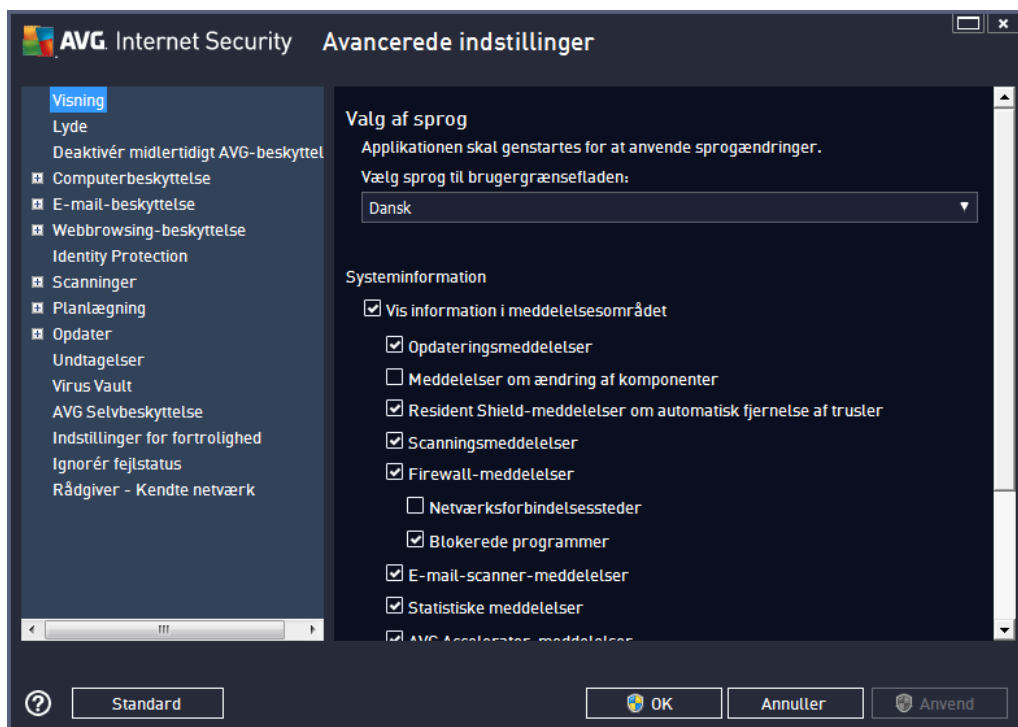 AVG. Internet Security Avancerede indstillinger
Visning
Lyde
Deaktivér midlertidigt AVG-beskyttel
Computerbeskyttelse
E-mail-beskyttelse
Webbrowsing-beskyttelse
Identity Protection
Scanninger
Planlægning
Opdater
Undtagelser
Virus Vault
AVG Selvbeskyttelse
Indstillinger for fortrolighed
Ignorér fejlstatus
Rådgiver - Kendte netværk
Valg af sprog
Applikationen skal genstartes for at anvende sprogændringer.
Vælg sprog til brugergrænsefladen:
Dansk
Systeminformation
Vis information i meddelelsesområdet
Opdateringsmeddelelser
Meddelelser om ændring af komponenter
Resident Shield-meddelelser om automatisk fjernelse af trusler
Scanningsmeddelelser
Firewall-meddelelser
Netværksforbindelsessteder
Blokerede programmer
E-mail-scanner-meddelelser
Statistiske meddelelser
AVG Accelerator-meddelelser
Standard
OK
Annuller
Anvend